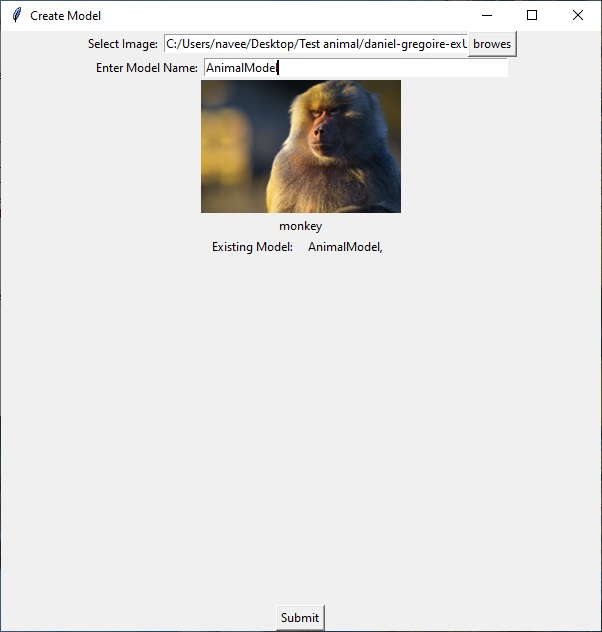 Create Model
Select Image: C:/Users/navee/Desktop/Test animal/daniel-gregoire-exU browes
Enter Model Name: AnimalModel
monkey
Existing Model: AnimalModel,
Submit